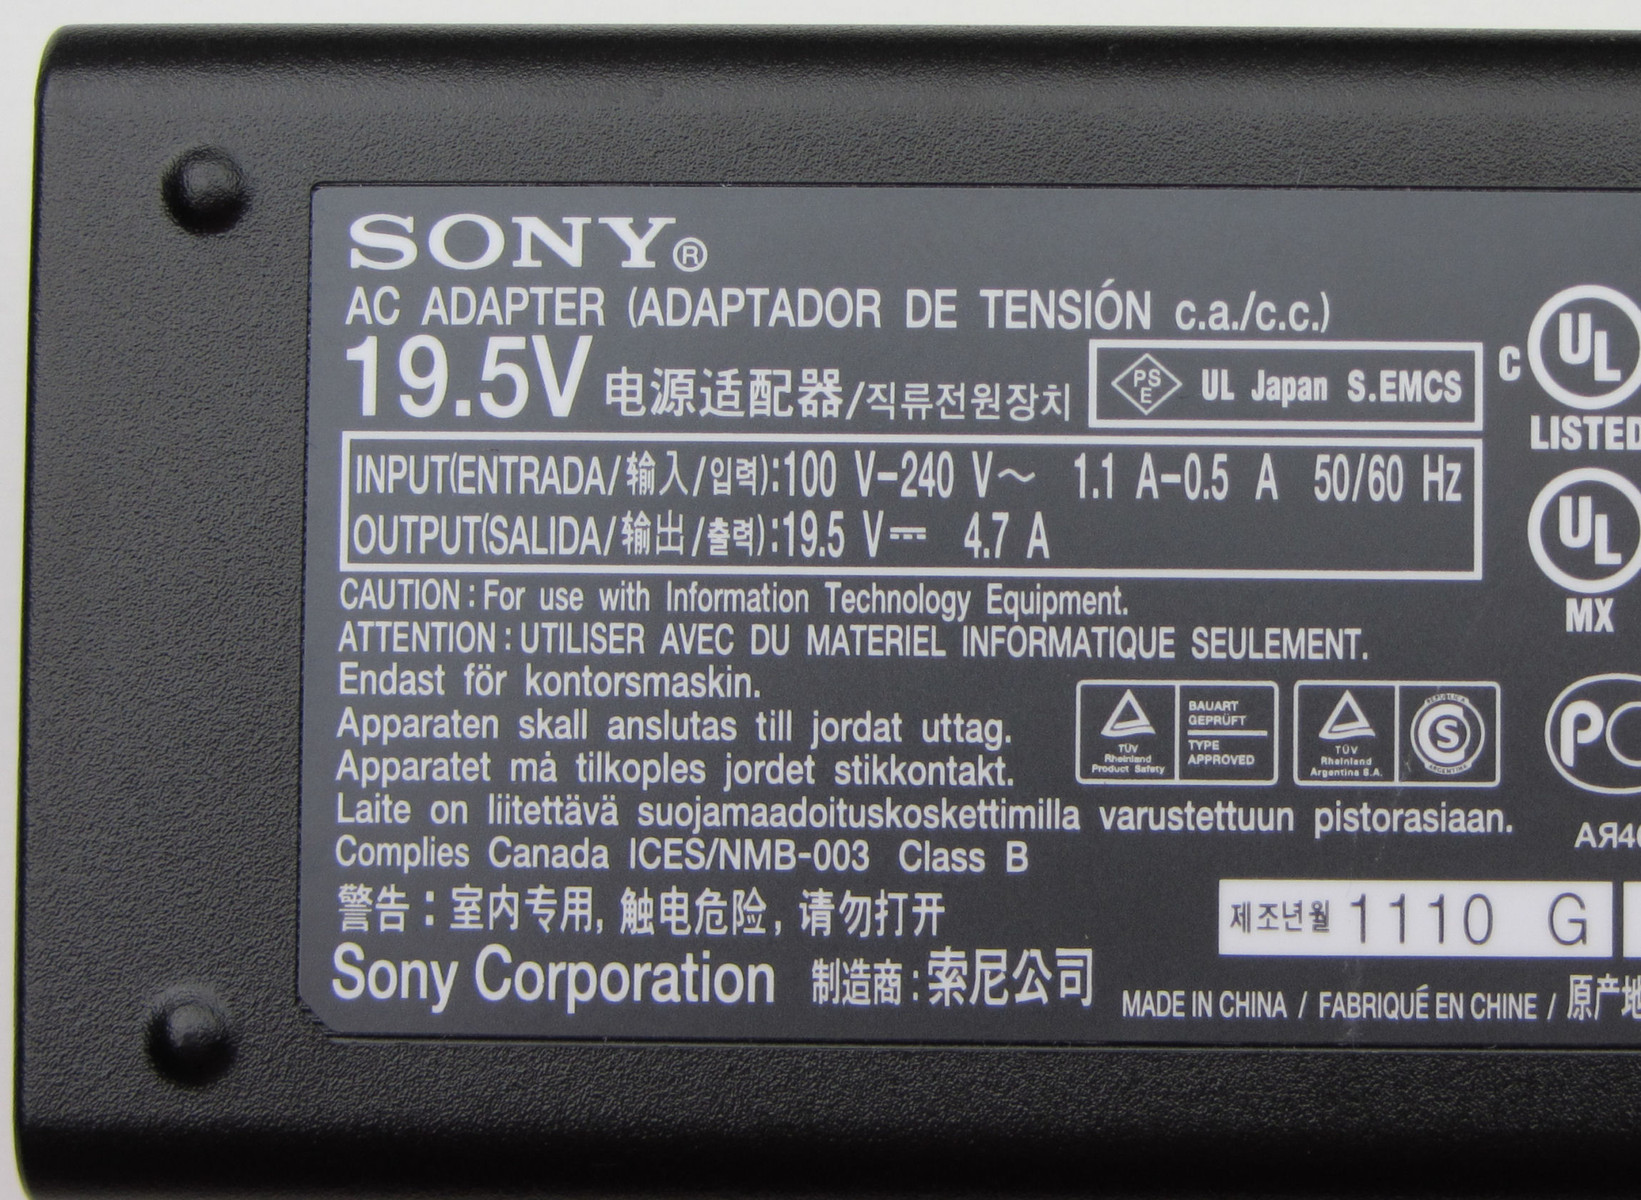 SONY®
AC ADAPTER (ADAPTADOR DE TENSIÓN c.a./c.c.)
19.5V 电源适配器/직류전원장치
PS E UL Japan S.EMCS
C UL
LISTED
INPUT(ENTRADA/输入/입력):100 V-240 V~ 1.1 A-0.5 A 50/60 Hz
OUTPUT(SALIDA/输出/출력):19.5 V⎓ 4.7 A
UL
MX
CAUTION:For use with Information Technology Equipment.
ATTENTION:UTILISER AVEC DU MATERIEL INFORMATIQUE SEULEMENT.
Endast för kontorsmaskin.
Apparaten skall anslutas till jordat uttag.
Apparatet må tilkoples jordet stikkontakt.
TÜV
Rheinland
Product Safety
BAUART
GEPRÜFT
TYPE
APPROVED
TÜV
Rheinland
Argentina S.A.
S
ARGENTINA
Laite on liitettävä suojamaadoituskoskettimilla varustettuun pistorasiaan.
Complies Canada ICES/NMB-003 Class B
警告：室内专用, 触电危险, 请勿打开
제조년월 1110 G
Sony Corporation 制造商:索尼公司
MADE IN CHINA / FABRIQUÉ EN CHINE / 原产地